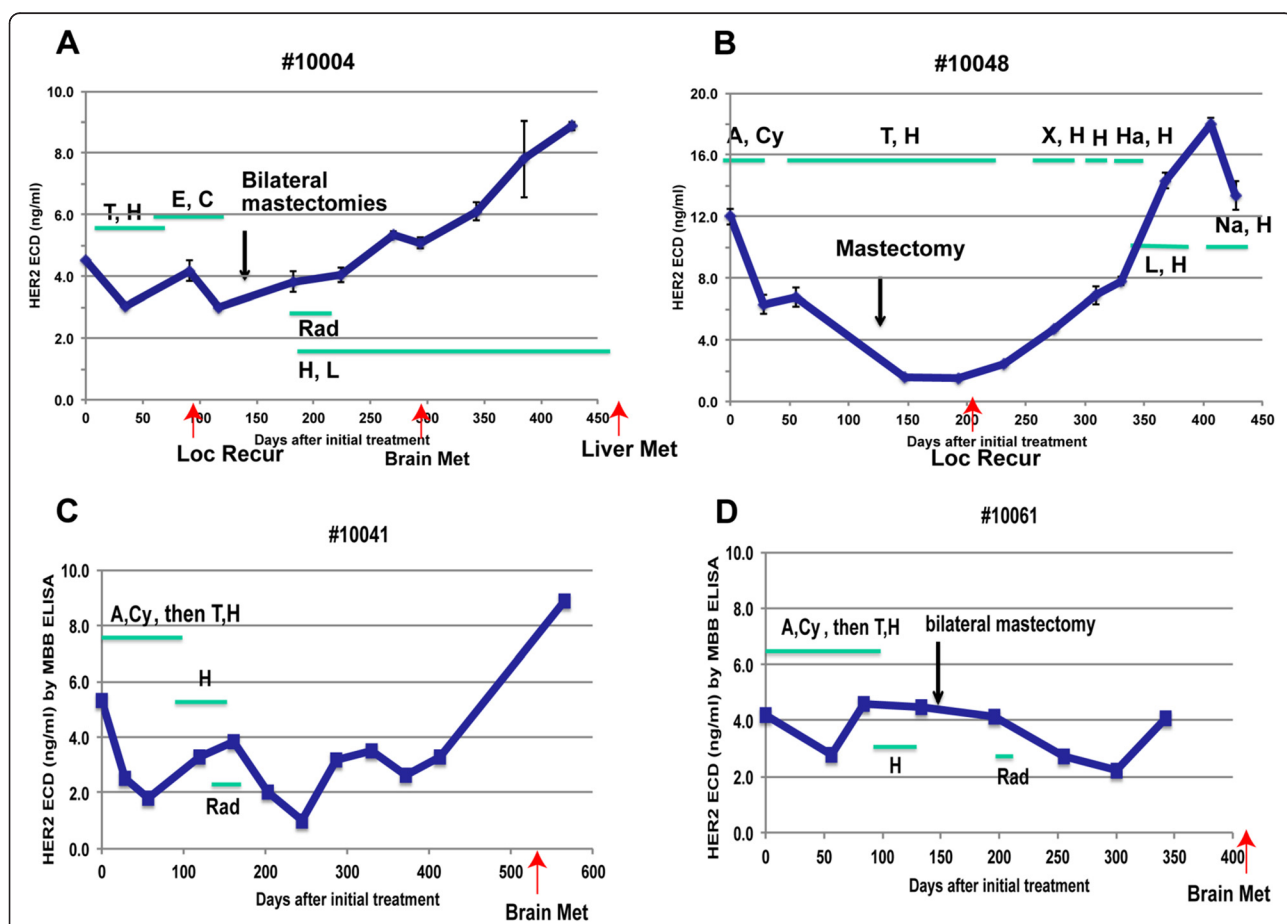 A
#10004
HER2 ECD (ng/ml)
10.0
8.0
6.0
4.0
2.0
0.0
T, H
E, C
Bilateral
mastectomies
Rad
H, L
0 50 100 150 200 250 300 350 400 450
Days after initial treatment
Loc Recur
Brain Met
Liver Met
B
#10048
HER2 ECD (ng/ml)
20.0
16.0
12.0
8.0
4.0
0.0
A, Cy
T, H
X, H
H
Ha, H
Mastectomy
Na, H
L, H
0 50 100 150 200 250 300 350 400 450
Days after initial treatment
Loc Recur
C
#10041
HER2 ECD (ng/ml) by MBB ELISA
10.0
8.0
6.0
4.0
2.0
0.0
A,Cy, then T,H
H
Rad
0 100 200 300 400 500 600
Days after initial treatment
Brain Met
D
#10061
HER2 ECD (ng/ml) by MBB ELISA
10.0
8.0
6.0
4.0
2.0
0.0
A,Cy, then T,H
bilateral mastectomy
H
Rad
0 50 100 150 200 250 300 350 400
Days after initial treatment
Brain Met